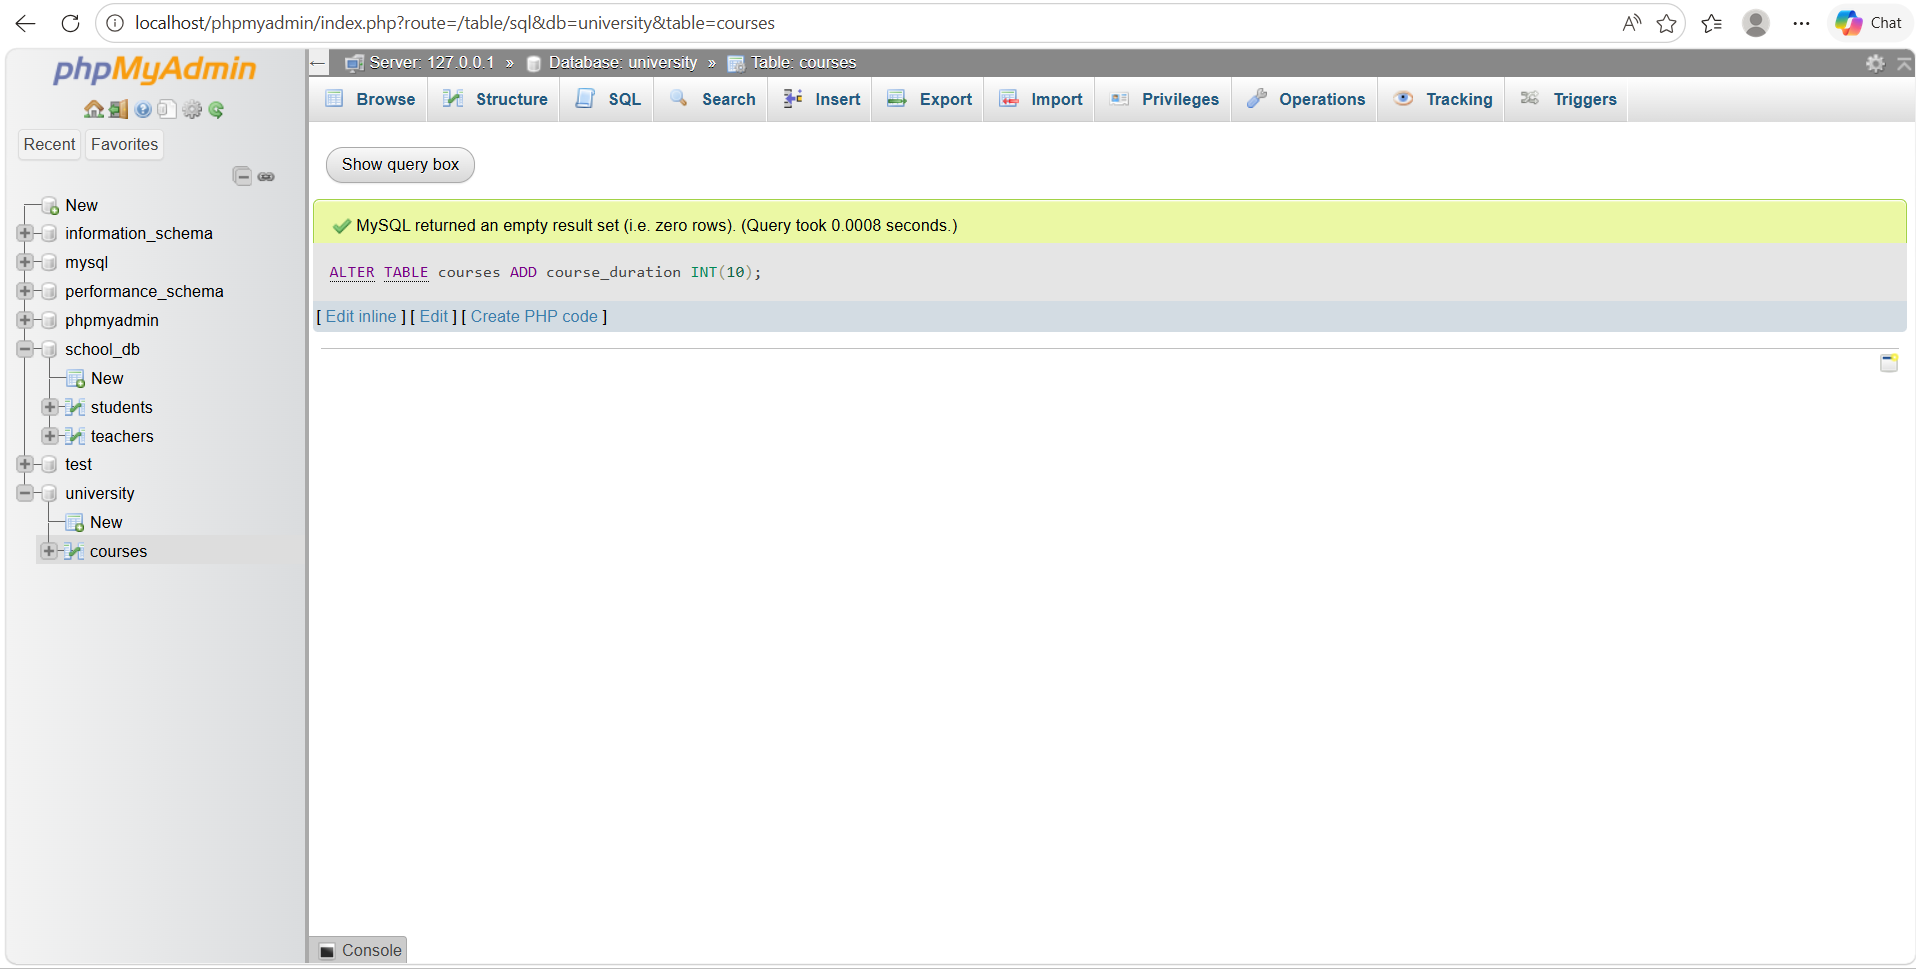 localhost/phpmyadmin/index.php?route=/table/sql&db=university&table=courses
Chat
phpMyAdmin
Recent Favorites
New
information_schema
mysql
performance_schema
phpmyadmin
school_db
New
students
teachers
test
university
New
courses
Server: 127.0.0.1 » Database: university » Table: courses
Browse Structure SQL Search Insert Export Import Privileges Operations Tracking Triggers
Show query box
MySQL returned an empty result set (i.e. zero rows). (Query took 0.0008 seconds.)
ALTER TABLE courses ADD course_duration INT(10);
[ Edit inline ] [ Edit ] [ Create PHP code ]
Console